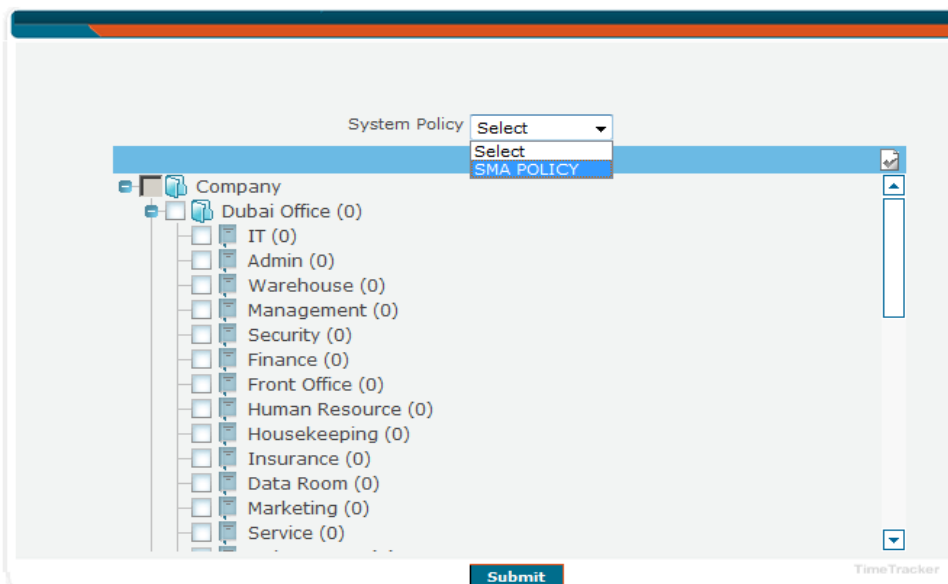 System Policy Select
Select
SMA POLICY
Company
Dubai Office (0)
IT (0)
Admin (0)
Warehouse (0)
Management (0)
Security (0)
Finance (0)
Front Office (0)
Human Resource (0)
Housekeeping (0)
Insurance (0)
Data Room (0)
Marketing (0)
Service (0)
Submit
TimeTracker